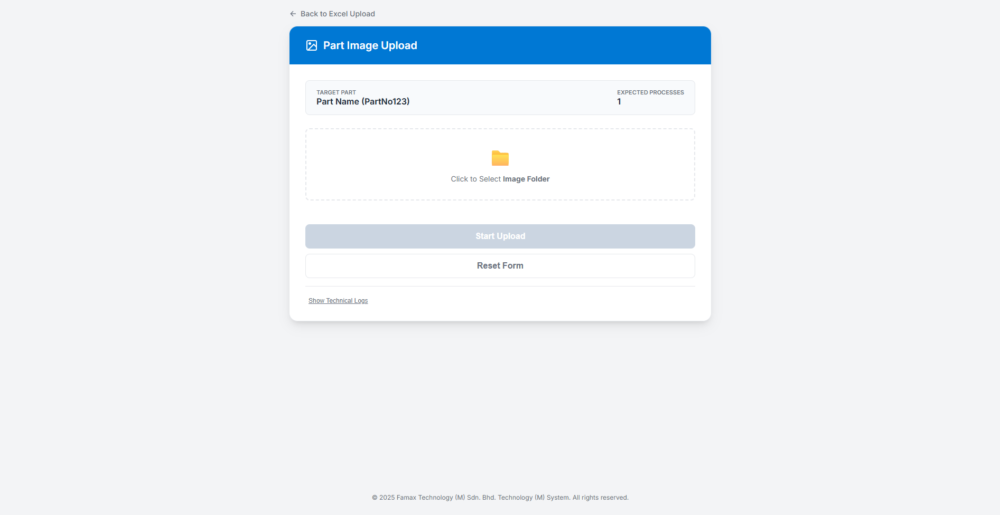 Back to Excel Upload
Part Image Upload
TARGET PART
Part Name (PartNo123)
EXPECTED PROCESSES
1
Click to Select Image Folder
Start Upload
Reset Form
Show Technical Logs
© 2025 Famax Technology (M) Sdn. Bhd. Technology (M) System. All rights reserved.